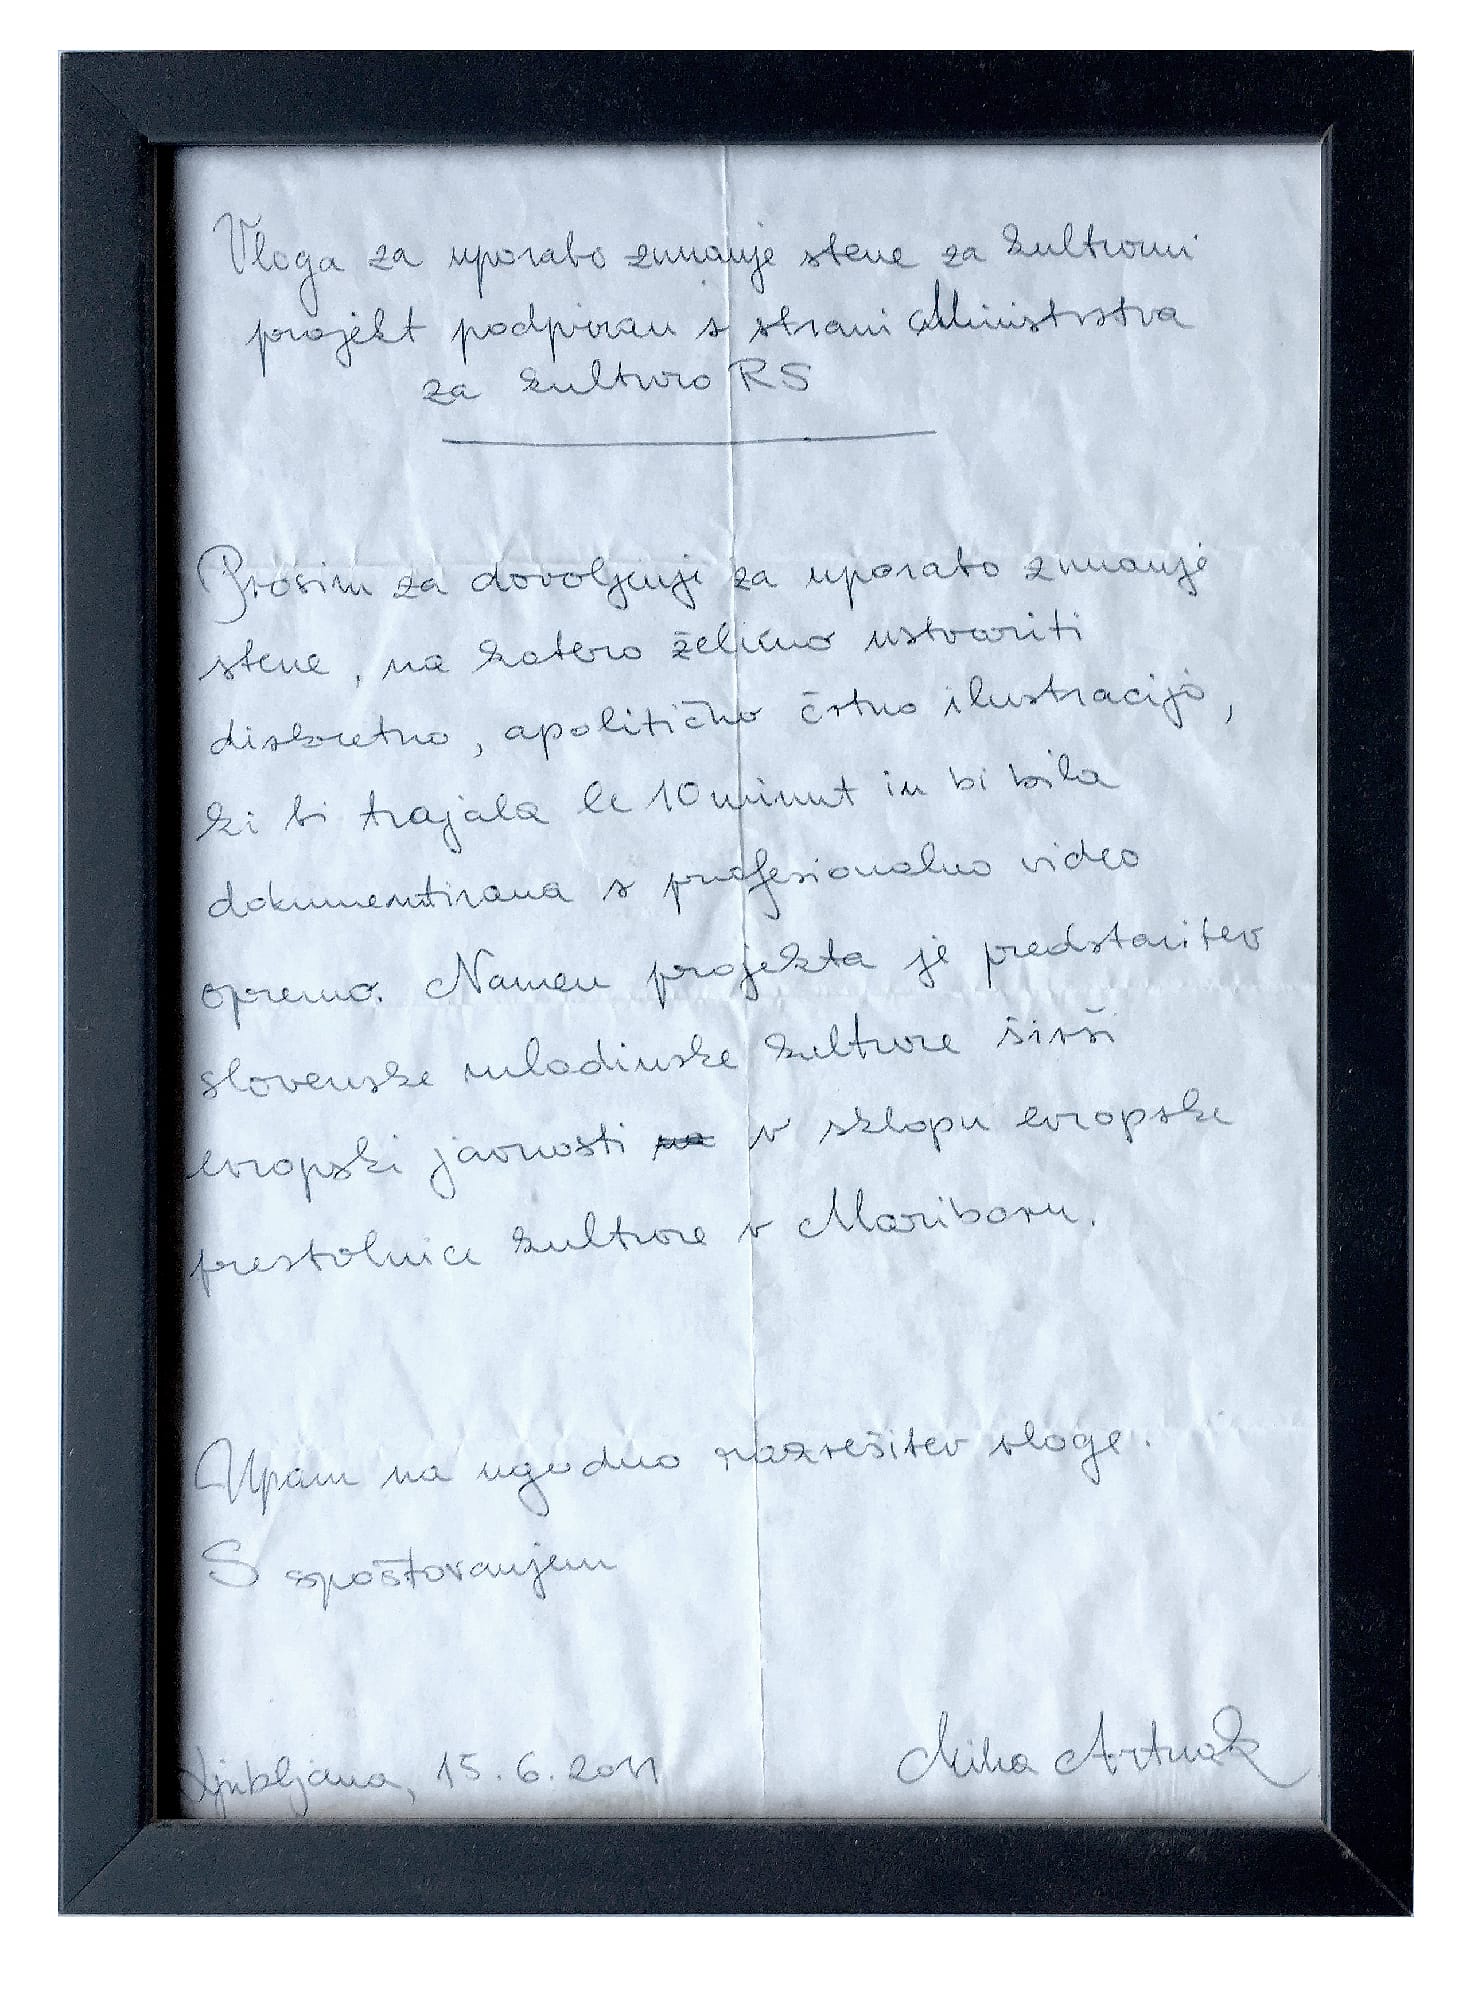 Vloga za uporabo zunanje stene za kulturni
projekt podpiran s strani Ministrstva
za kulturo RS
Prosim za dovoljenje za uporabo zunanje
stene, na katero želimo ustvariti
diskretno, apolitično črtno ilustracijo,
ki bi trajala le 10 minut in bi bila
dokumentirana s profesionalno video
opremo. Namen projekta je predstavitev
slovenske mladinske kulture širši
evropski javnosti v sklopu evropske
prestolnice kulture v Mariboru.
Upam na ugodno razrešitev vloge.
S spoštovanjem
Ljubljana, 15.6.2011
Miha Artnak